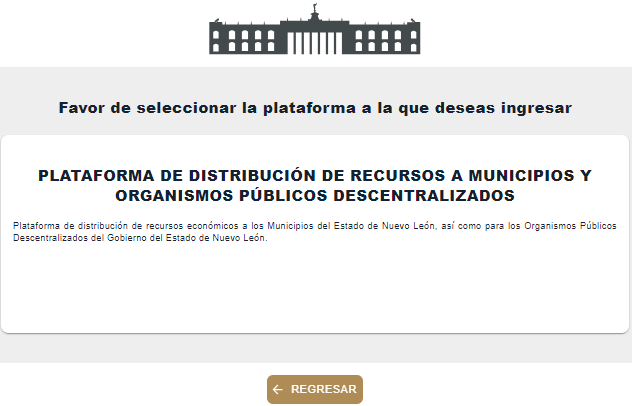 Favor de seleccionar la plataforma a la que deseas ingresar
PLATAFORMA DE DISTRIBUCIÓN DE RECURSOS A MUNICIPIOS Y
ORGANISMOS PÚBLICOS DESCENTRALIZADOS
Plataforma de distribución de recursos económicos a los Municipios del Estado de Nuevo León, así como para los Organismos Públicos
Descentralizados del Gobierno del Estado de Nuevo León.
REGRESAR